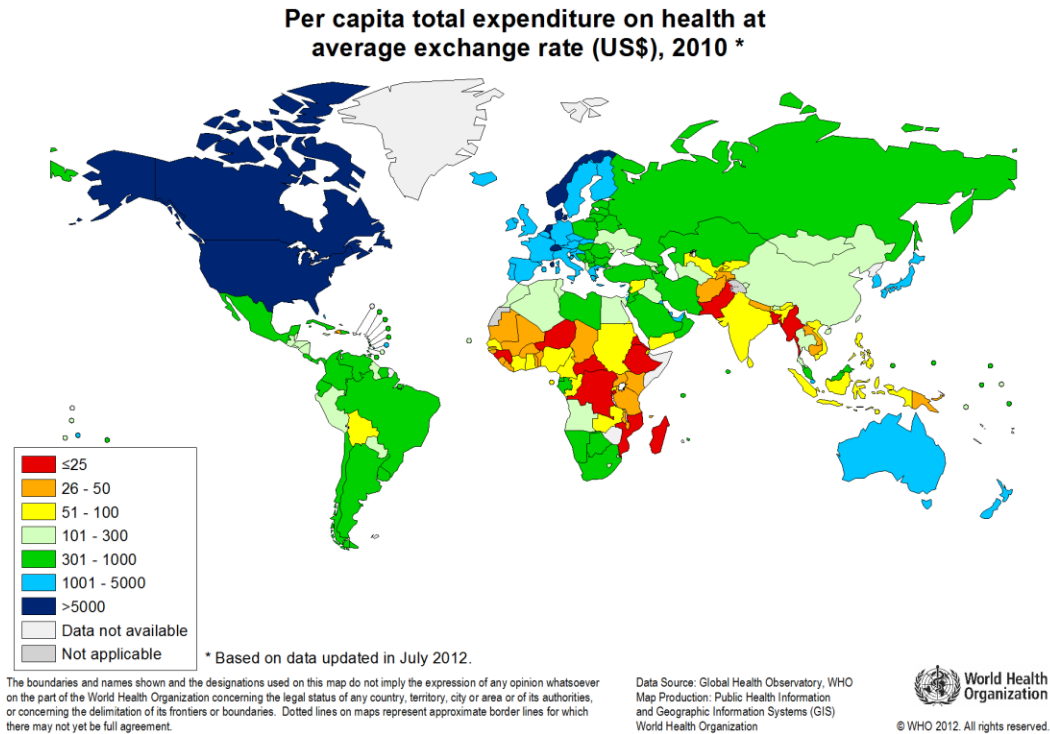 Per capita total expenditure on health at
average exchange rate (US$), 2010 *
≤25
26 - 50
51 - 100
101 - 300
301 - 1000
1001 - 5000
>5000
Data not available
Not applicable
* Based on data updated in July 2012.
The boundaries and names shown and the designations used on this map do not imply the expression of any opinion whatsoever
on the part of the World Health Organization concerning the legal status of any country, territory, city or area or of its authorities,
or concerning the delimitation of its frontiers or boundaries. Dotted lines on maps represent approximate border lines for which
there may not yet be full agreement.
Data Source: Global Health Observatory, WHO
Map Production: Public Health Information
and Geographic Information Systems (GIS)
World Health Organization
World Health
Organization
© WHO 2012. All rights reserved.